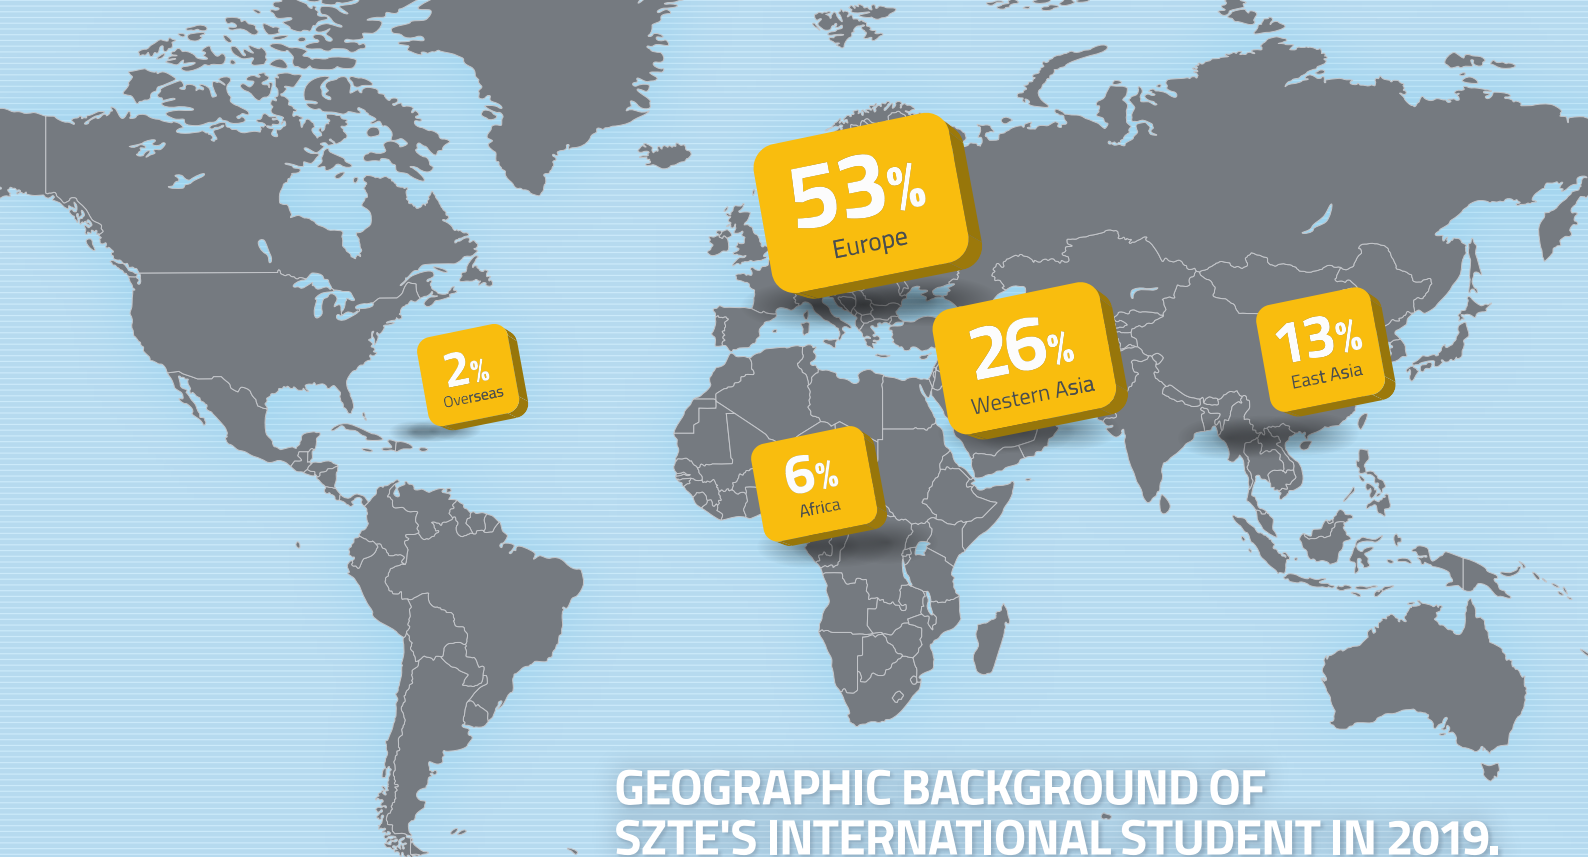 53%
Europe
26%
Western Asia
13%
East Asia
2%
Overseas
6%
Africa
GEOGRAPHIC BACKGROUND OF
SZTE'S INTERNATIONAL STUDENT IN 2019.